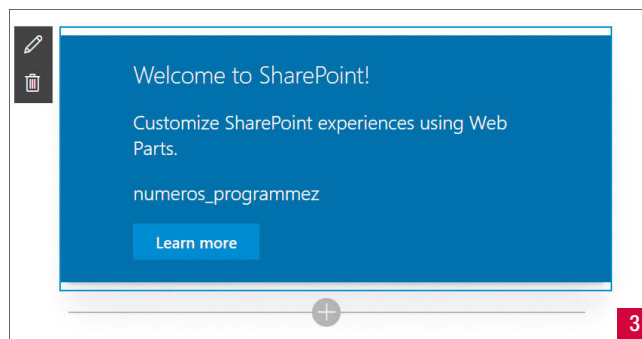 Welcome to SharePoint!
Customize SharePoint experiences using Web
Parts.
numeros_programmez
Learn more
3